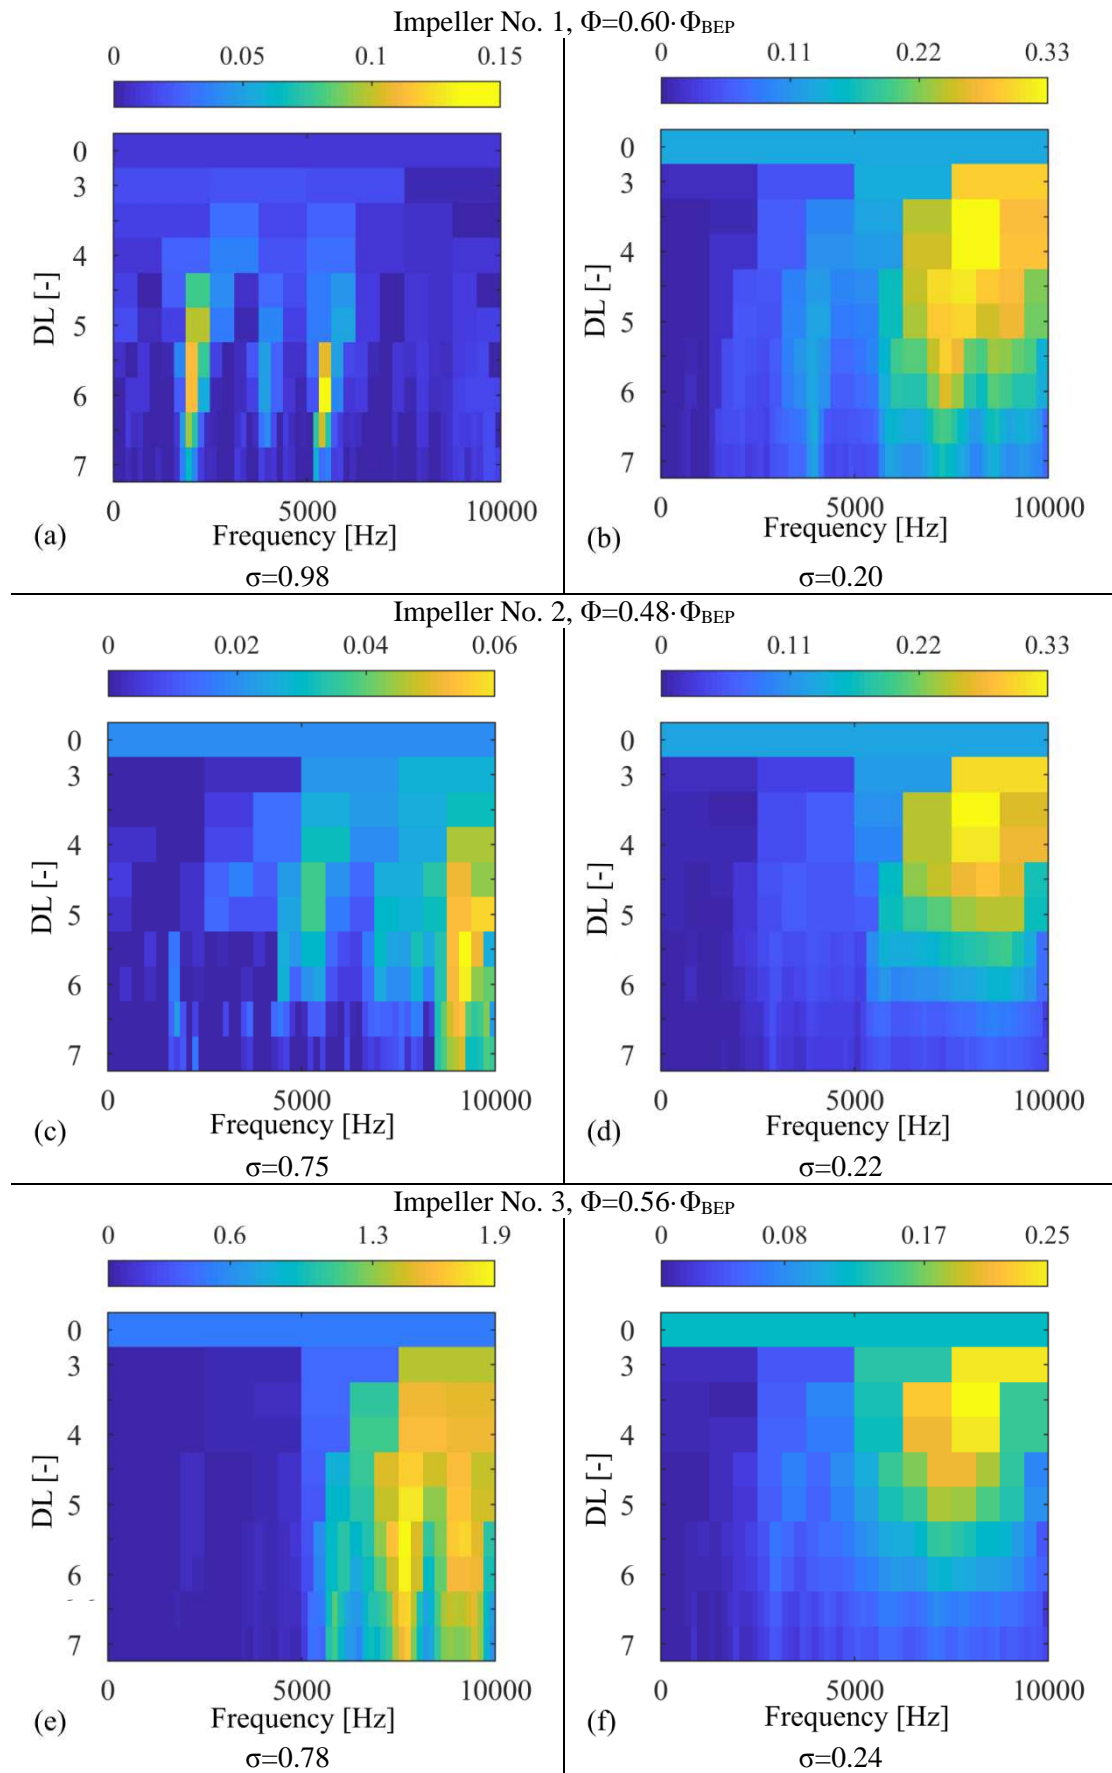 Impeller No. 1, Φ=0.60·ΦBEP
0 0.05 0.1 0.15
0
3
4
5
6
7
DL [-]
0 5000 10000
Frequency [Hz]
(a)
σ=0.98
0 0.11 0.22 0.33
0
3
4
5
6
7
DL [-]
0 5000 10000
Frequency [Hz]
(b)
σ=0.20
Impeller No. 2, Φ=0.48·ΦBEP
0 0.02 0.04 0.06
0
3
4
5
6
7
DL [-]
0 5000 10000
Frequency [Hz]
(c)
σ=0.75
0 0.11 0.22 0.33
0
3
4
5
6
7
DL [-]
0 5000 10000
Frequency [Hz]
(d)
σ=0.22
Impeller No. 3, Φ=0.56·ΦBEP
0 0.6 1.3 1.9
0
3
4
5
6
7
DL [-]
0 5000 10000
Frequency [Hz]
(e)
σ=0.78
0 0.08 0.17 0.25
0
3
4
5
6
7
DL [-]
0 5000 10000
Frequency [Hz]
(f)
σ=0.24